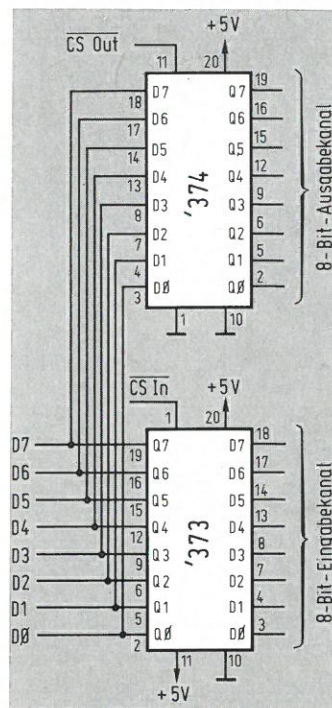 CS Out +5V
11 20
D7 Q7 19
18
D6 Q6 16
17
D5 Q5 15
14
D4 Q4 12
13
D3 Q3 9
8
D2 Q2 6
7
D1 Q1 5
4
DØ QØ 2
3
'374
1 10
8-Bit-Ausgabekanal
CS In +5V
1 20
D7 Q7 D7 18
19
D6 Q6 D6 17
16
D5 Q5 D5 14
15
D4 Q4 D4 13
12
D3 Q3 D3 8
9
D2 Q2 D2 7
6
D1 Q1 D1 4
5
DØ QØ DØ 3
2
'373
11 10
+5V
8-Bit-Eingabekanal